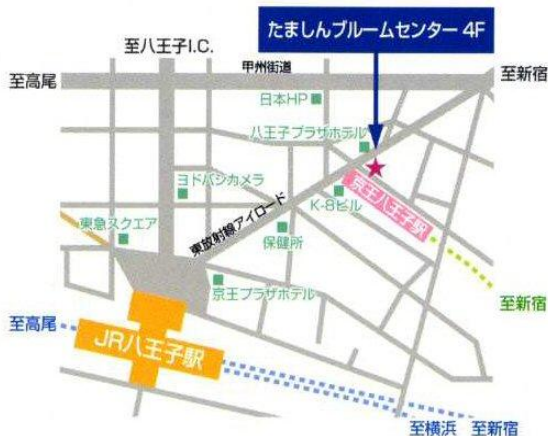 たましんブルームセンター 4F
至八王子I.C.
至高尾
甲州街道
至新宿
日本HP
八王子プラザホテル
ヨドバシカメラ
K-8ビル
京王八王子駅
東放射線アイロード
東急スクエア
保健所
京王プラザホテル
至新宿
至高尾
JR八王子駅
至横浜 至新宿